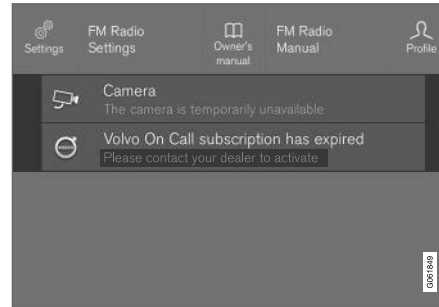 Settings
FM Radio
Settings
Owner's
manual
FM Radio
Manual
Profile
Camera
The camera is temporarily unavailable
Volvo On Call subscription has expired
Please contact your dealer to activate
G061849